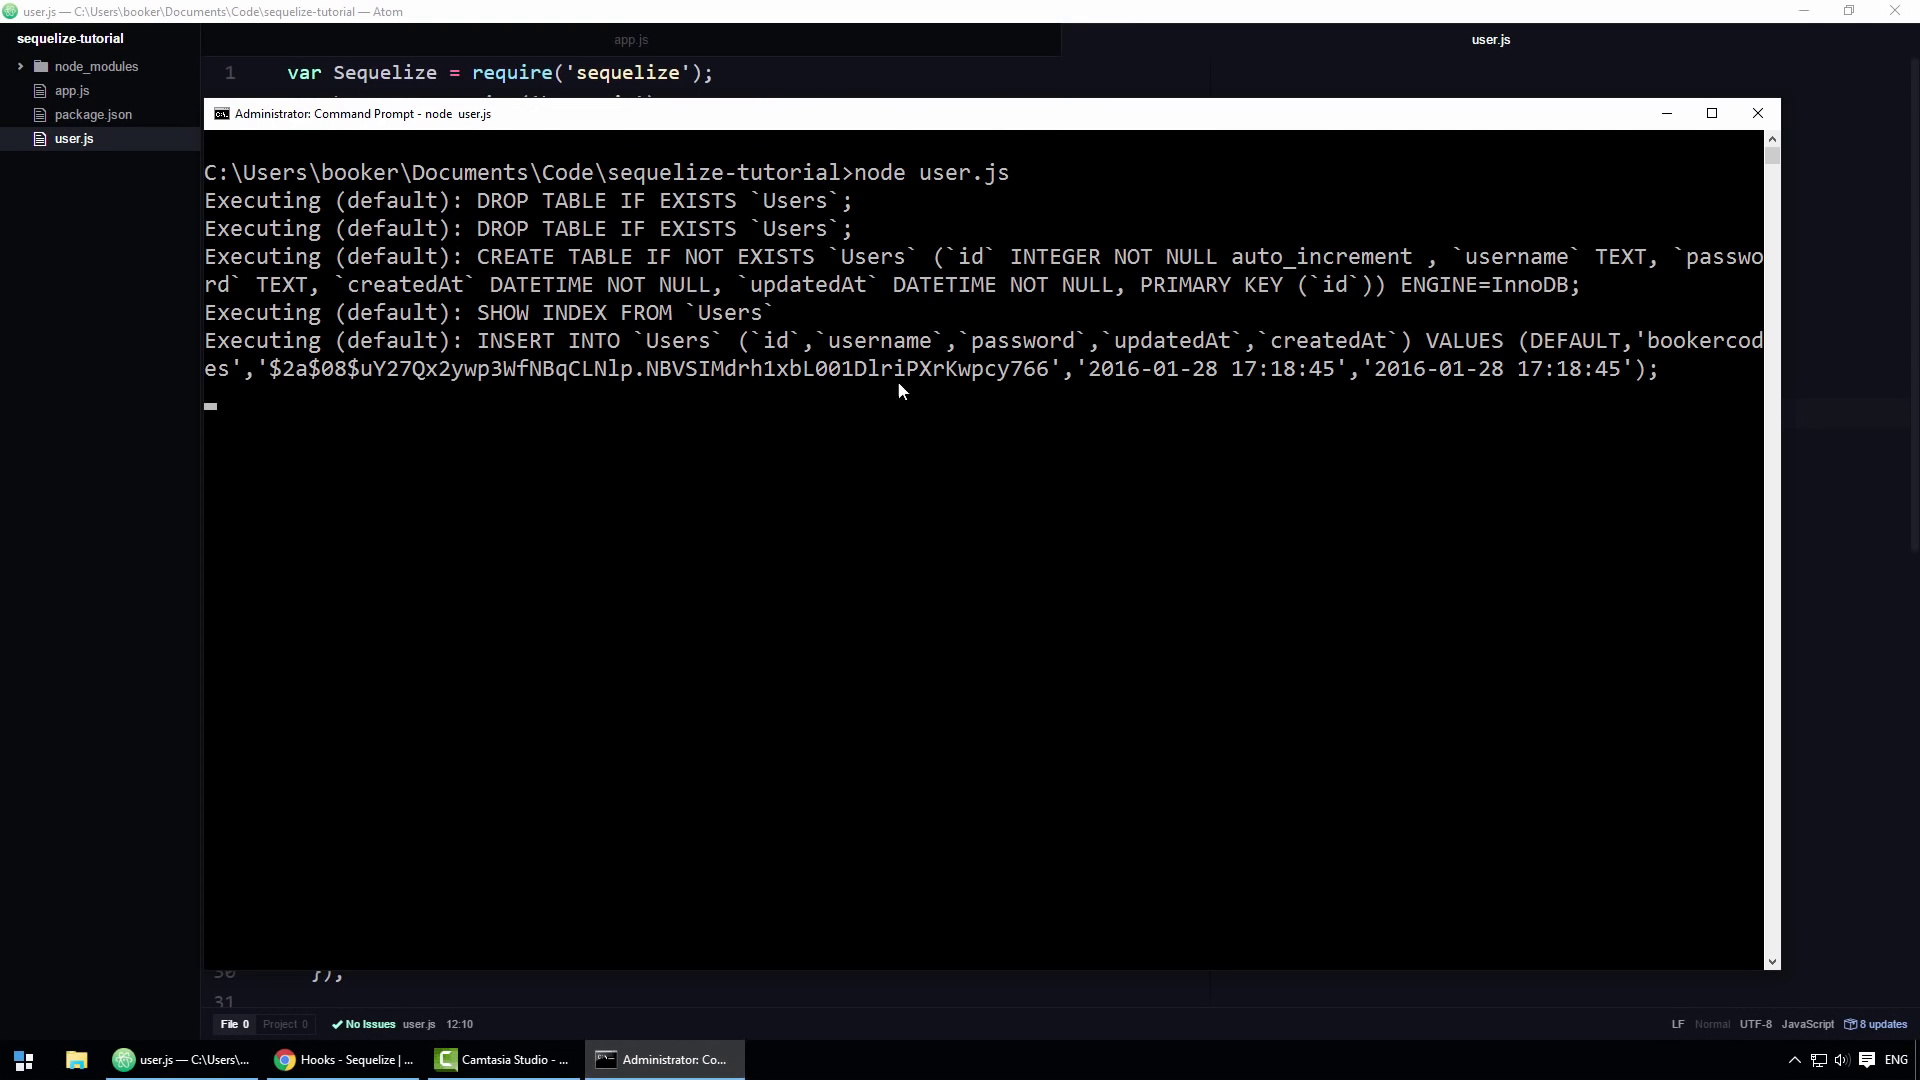 user.js — C:\Users\booker\Documents\Code\sequelize-tutorial — Atom
sequelize-tutorial
app.js
user.js
node_modules
app.js
package.json
user.js
1 var Sequelize = require('sequelize');
Administrator: Command Prompt - node user.js
C:\Users\booker\Documents\Code\sequelize-tutorial>node user.js
Executing (default): DROP TABLE IF EXISTS `Users`;
Executing (default): DROP TABLE IF EXISTS `Users`;
Executing (default): CREATE TABLE IF NOT EXISTS `Users` (`id` INTEGER NOT NULL auto_increment , `username` TEXT, `passwo
rd` TEXT, `createdAt` DATETIME NOT NULL, `updatedAt` DATETIME NOT NULL, PRIMARY KEY (`id`)) ENGINE=InnoDB;
Executing (default): SHOW INDEX FROM `Users`
Executing (default): INSERT INTO `Users` (`id`,`username`,`password`,`updatedAt`,`createdAt`) VALUES (DEFAULT,'bookercod
es','$2a$08$uY27Qx2ywp3WfNBqCLNlp.NBVSIMdrh1xbL001DlriPXrKwpcy766','2016-01-28 17:18:45','2016-01-28 17:18:45');
30 });
31
File 0 Project 0 No Issues user.js 12:10 LF Normal UTF-8 JavaScript 8 updates
user.js — C:\Users\... Hooks - Sequelize | ... Camtasia Studio - ... Administrator: Co... ENG